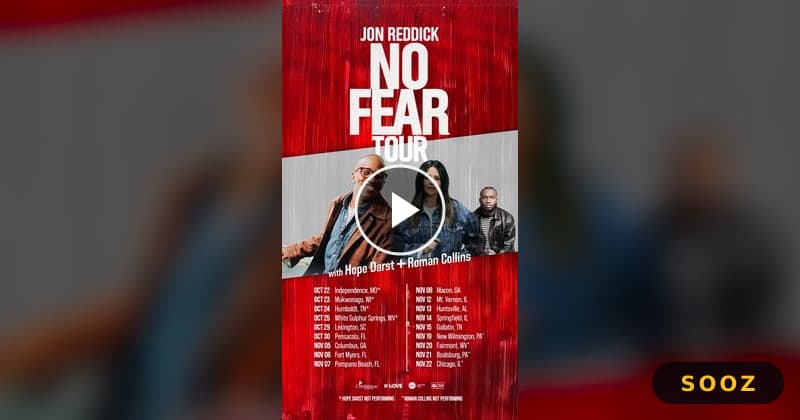 JON REDDICK
NO
FEAR
TOUR
with Hope Darst + Roman Collins
OCT 22 Independence, MO*
OCT 23 Mukwonago, WI*
OCT 24 Humboldt, TN*
OCT 25 White Sulphur Springs, WV*
OCT 29 Lexington, SC
OCT 30 Pensacola, FL
NOV 05 Columbus, GA
NOV 06 Fort Myers, FL
NOV 07 Pompano Beach, FL
NOV 09 Macon, GA
NOV 12 Mt. Vernon, IL
NOV 13 Huntsville, AL
NOV 14 Springfield, IL
NOV 15 Gallatin, TN
NOV 19 New Wilmington, PA^
NOV 20 Fairmont, WV^
NOV 21 Boalsburg, PA^
NOV 22 Chicago, IL^
K-LOVE
* HOPE DARST NOT PERFORMING
^ ROMAN COLLINS NOT PERFORMING
SOOZ